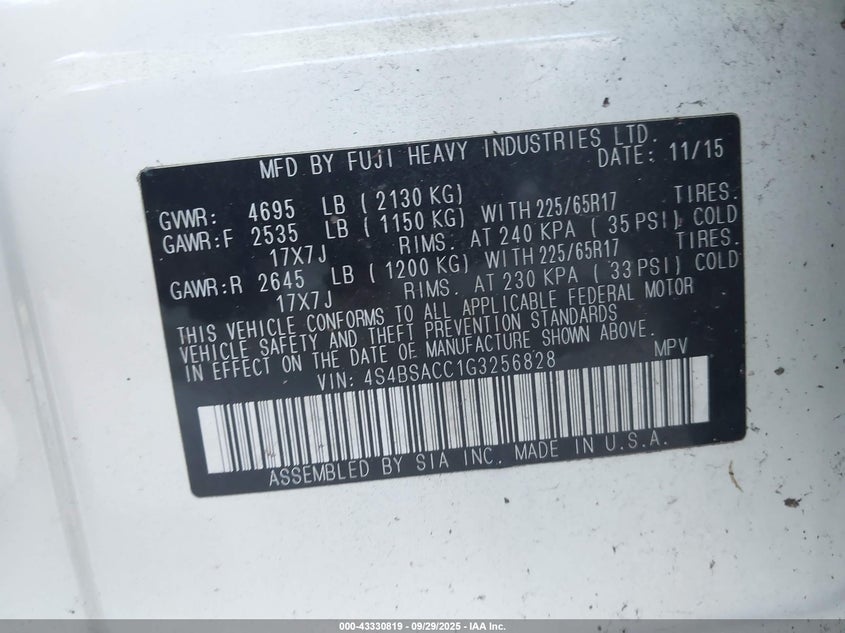 MFD BY FUJI HEAVY INDUSTRIES LTD.
DATE: 11/15
GVWR: 4695 LB (2130 KG)
GAWR:F 2535 LB (1150 KG) WITH 225/65R17 TIRES.
17X7J RIMS. AT 240 KPA (35 PSI) COLD
GAWR:R 2645 LB (1200 KG) WITH 225/65R17 TIRES.
17X7J RIMS. AT 230 KPA (33 PSI) COLD
THIS VEHICLE CONFORMS TO ALL APPLICABLE FEDERAL MOTOR
VEHICLE SAFETY AND THEFT PREVENTION STANDARDS
IN EFFECT ON THE DATE OF MANUFACTURE SHOWN ABOVE.
VIN: 4S4BSACC1G3256828 MPV
ASSEMBLED BY SIA INC. MADE IN U.S.A.
000-43330819 - 09/29/2025 - IAA Inc.